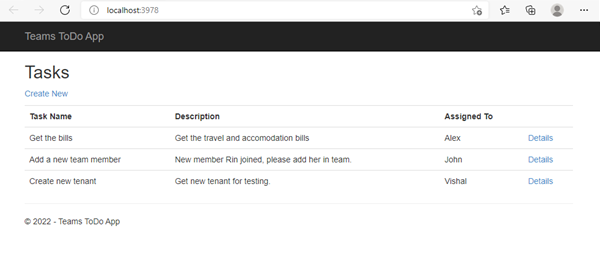 localhost:3978
Teams ToDo App
Tasks
Create New
Task Name Description Assigned To
Get the bills Get the travel and accomodation bills Alex Details
Add a new team member New member Rin joined, please add her in team. John Details
Create new tenant Get new tenant for testing. Vishal Details
© 2022 - Teams ToDo App